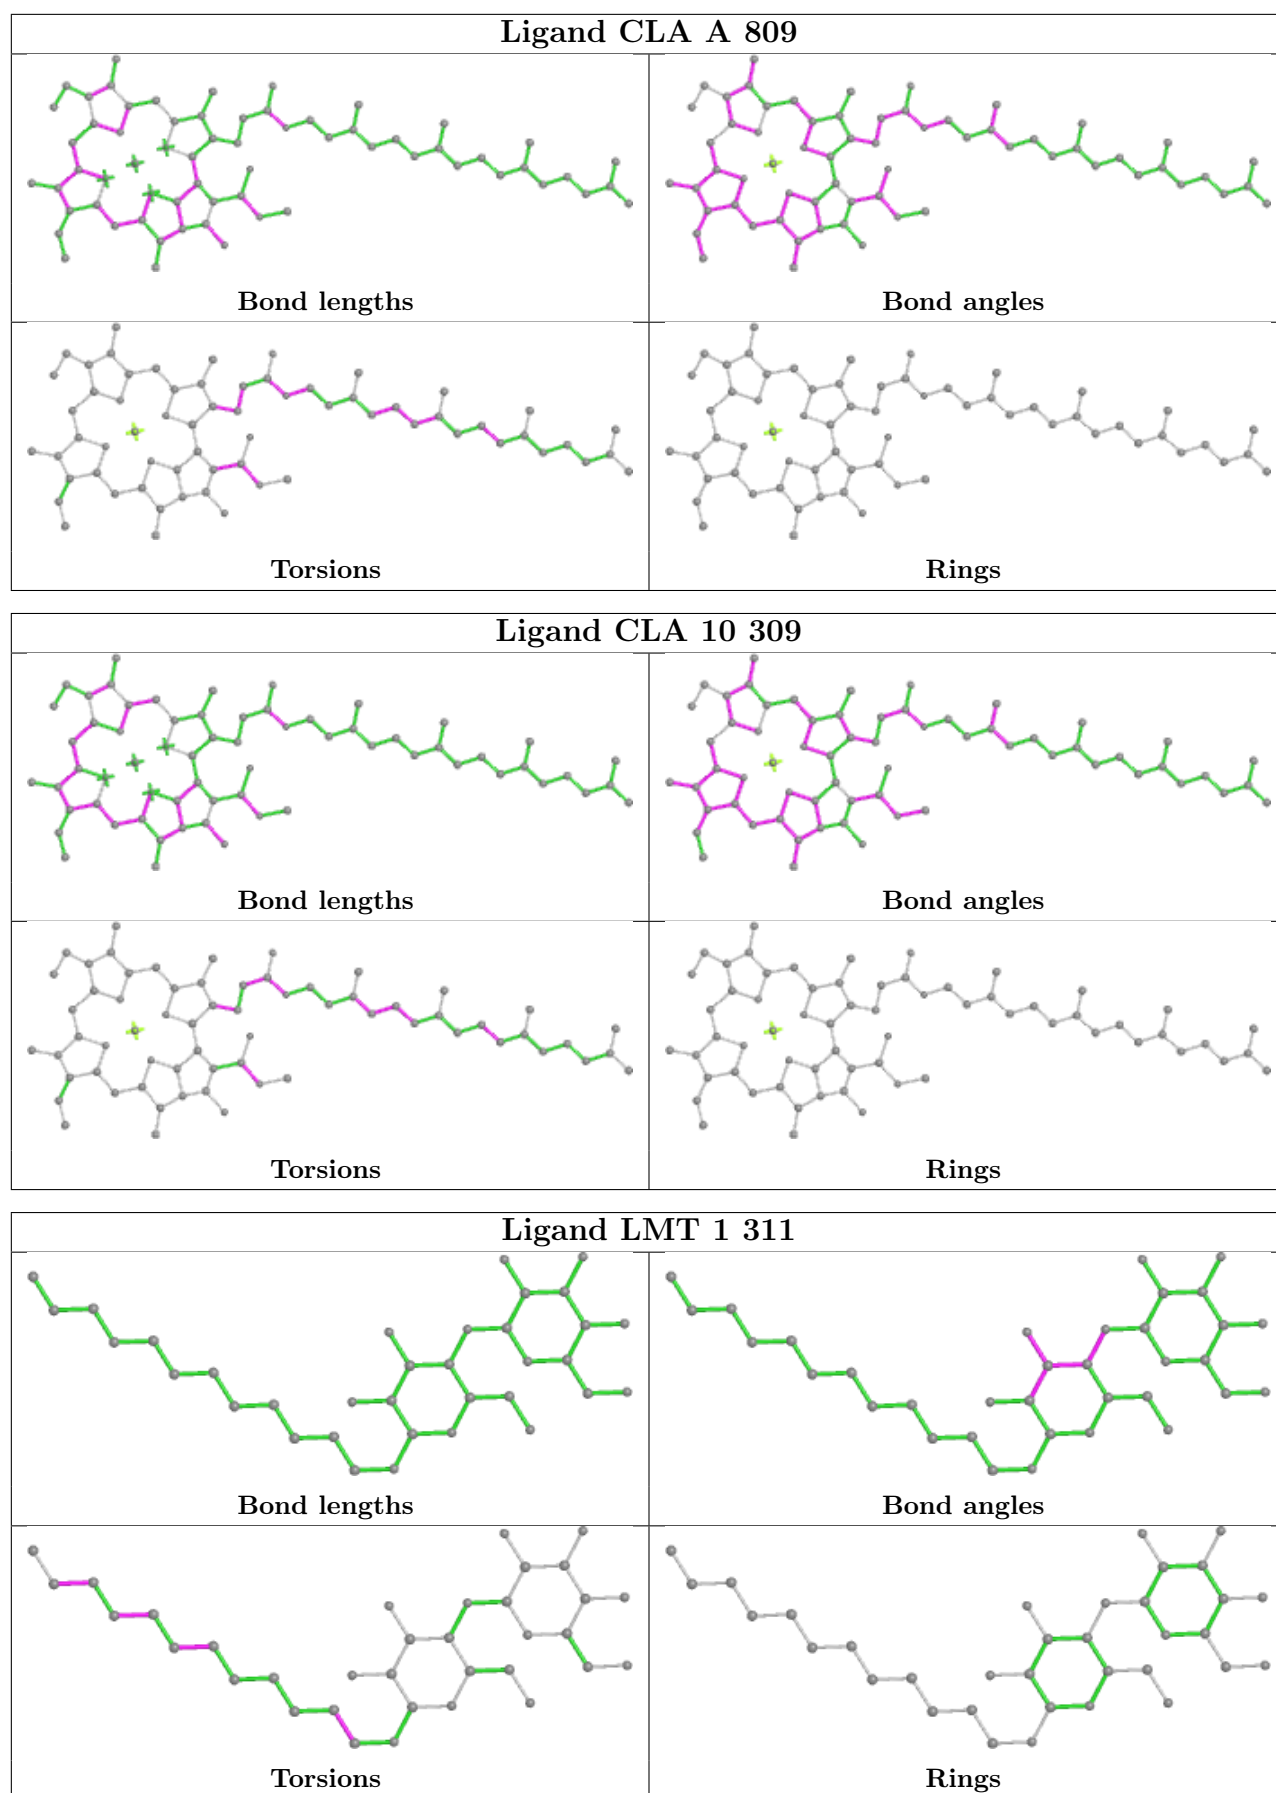 Ligand CLA A 809
Bond lengths
Bond angles
Torsions
Rings
Ligand CLA 10 309
Bond lengths
Bond angles
Torsions
Rings
Ligand LMT 1 311
Bond lengths
Bond angles
Torsions
Rings